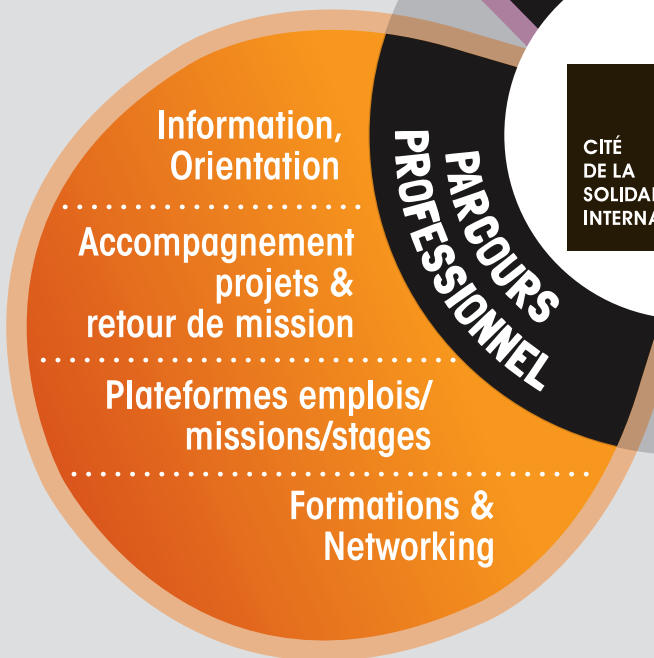 Information,
Orientation
Accompagnement
projets &
retour de mission
Plateformes emplois/
missions/stages
Formations &
Networking
PARCOURS
PROFESSIONNEL
CITÉ
DE LA